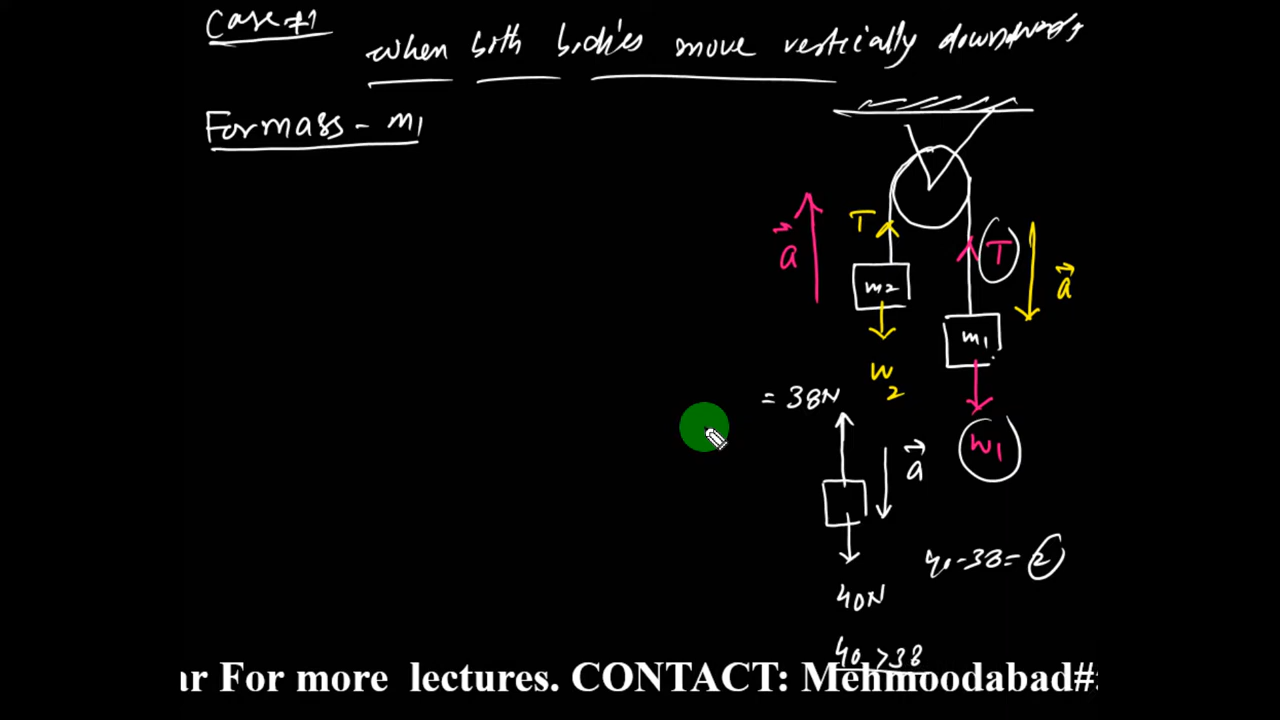 Case #1
when both bodies move vertically downwards
For mass - m1
T
T
a
a
m2
m1
W2
= 38N
W1
a
40-38= 2
40N
40 > 38
ar For more lectures. CONTACT: Mehmoodabad#